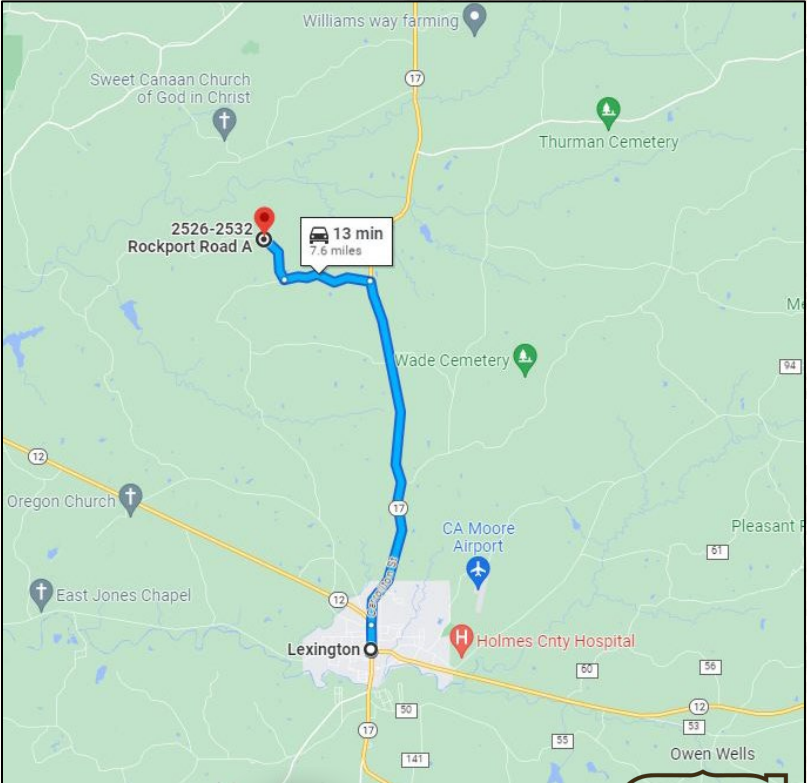 Williams way farming
17
Sweet Canaan Church
of God in Christ
Thurman Cemetery
2526-2532
Rockport Road A
13 min
7.6 miles
Me
Wade Cemetery
94
12
Oregon Church
17
CA Moore
Airport
Pleasant
61
East Jones Chapel
12
Lexington
Holmes Cnty Hospital
60
56
50
12
17
53
55
141
Owen Wells